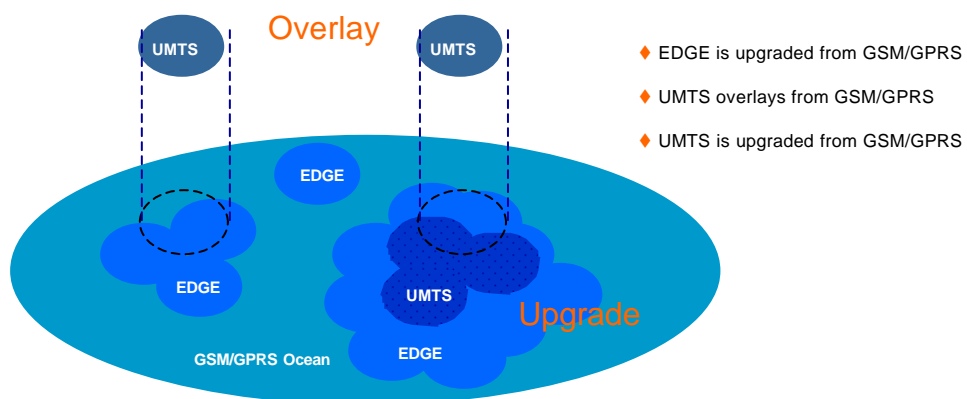 Overlay
UMTS
UMTS
EDGE is upgraded from GSM/GPRS
UMTS overlays from GSM/GPRS
UMTS is upgraded from GSM/GPRS
EDGE
EDGE
UMTS
Upgrade
GSM/GPRS Ocean
EDGE